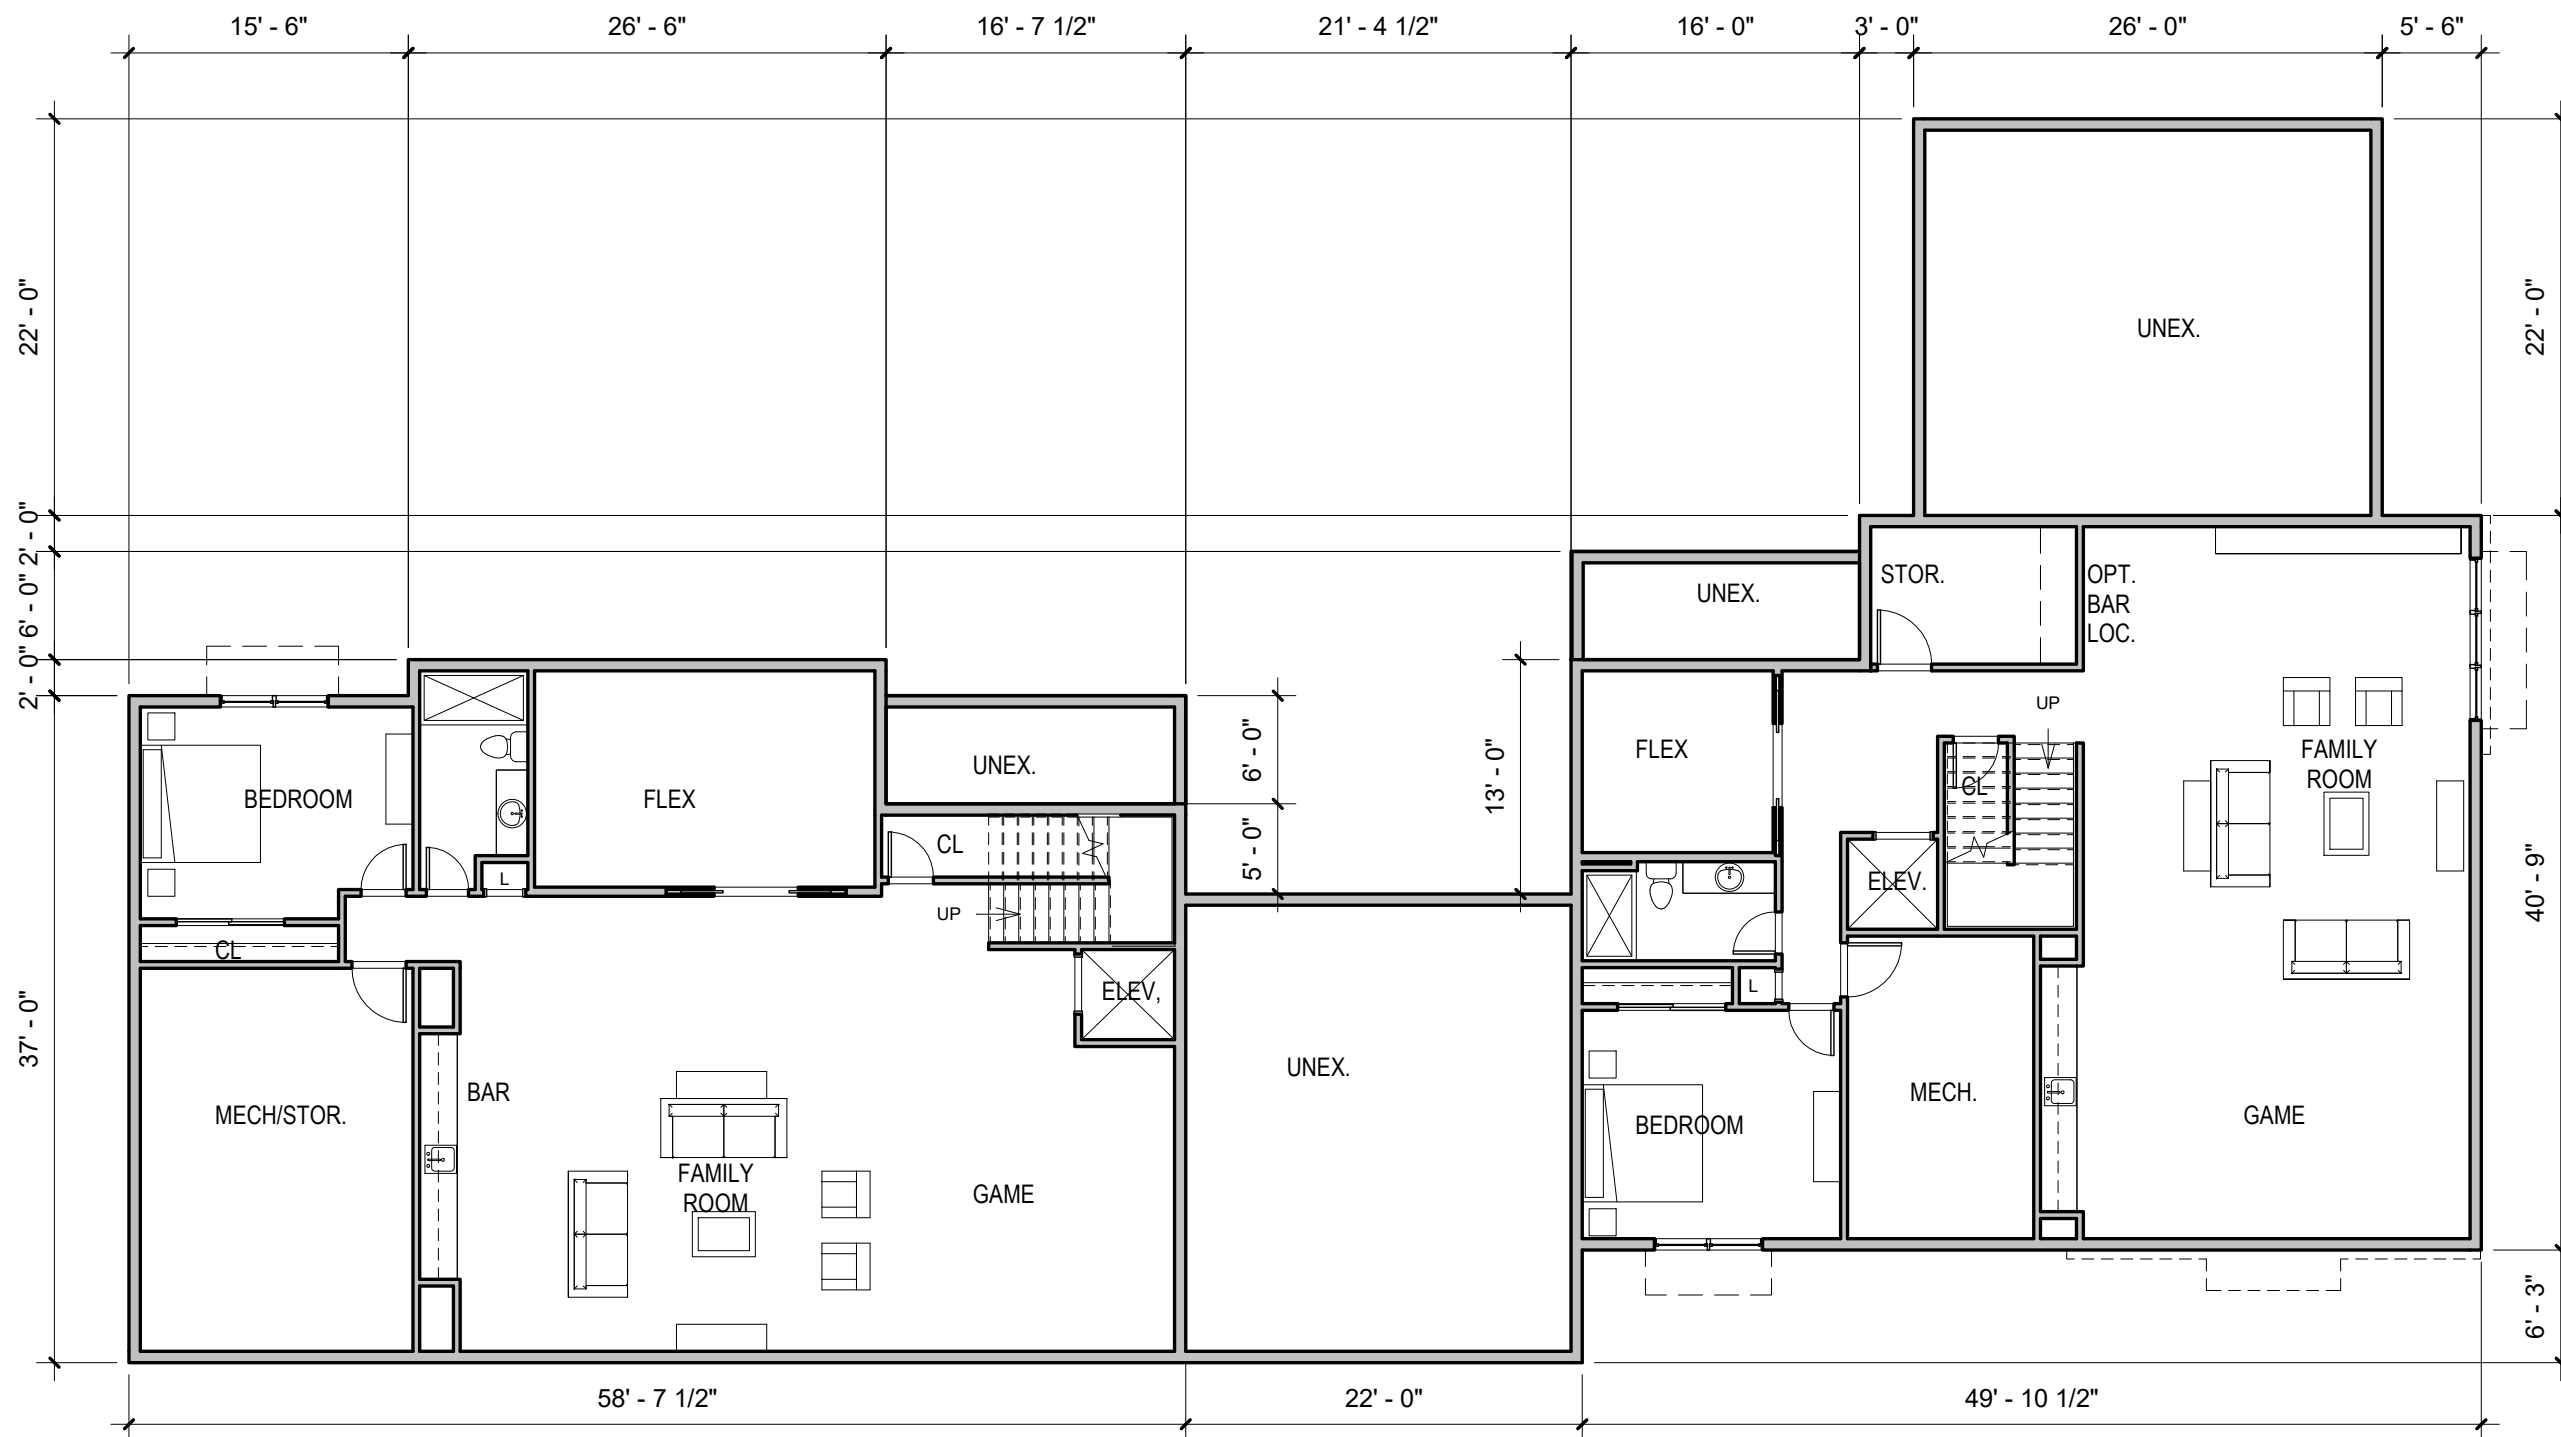 15' - 6"
26' - 6"
16' - 7 1/2"
21' - 4 1/2"
16' - 0"
3' - 0"
26' - 0"
5' - 6"
22' - 0"
2' - 0"
6' - 0"
2' - 0"
37' - 0"
22' - 0"
40' - 9"
6' - 3"
6' - 0"
5' - 0"
13' - 0"
UNEX.
STOR.
OPT.
BAR
LOC.
UNEX.
UP
FLEX
FAMILY
ROOM
CL
ELEV.
L
MECH.
BEDROOM
GAME
BEDROOM
FLEX
UNEX.
CL
L
UP
CL
ELEV,
UNEX.
BAR
MECH/STOR.
FAMILY
ROOM
GAME
58' - 7 1/2"
22' - 0"
49' - 10 1/2"